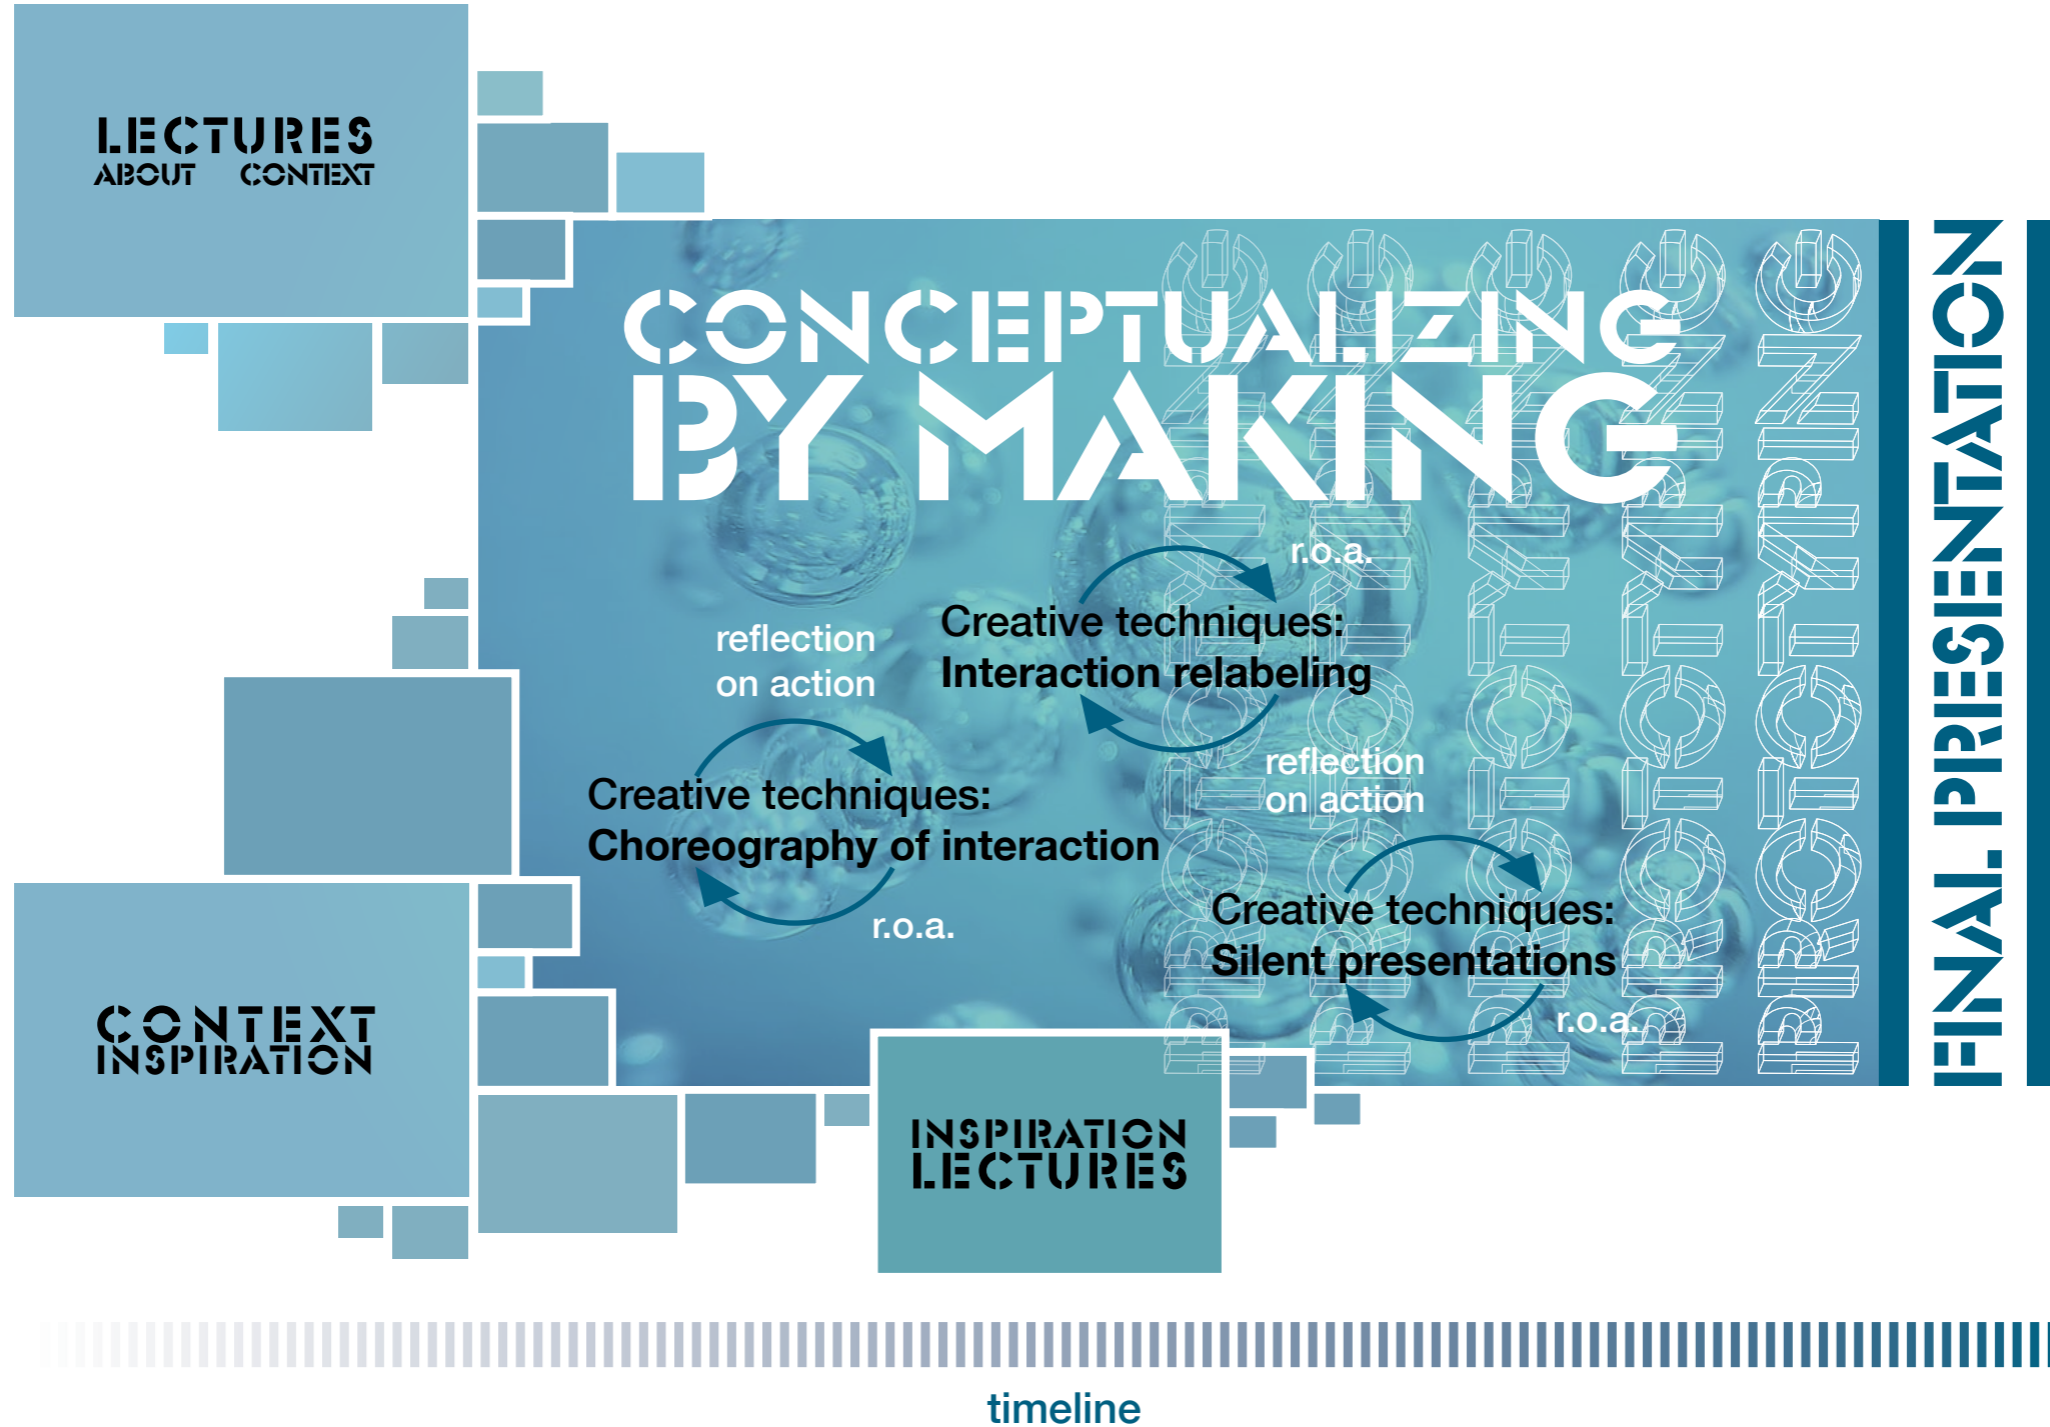 LECTURES
ABOUT CONTEXT
CONCEPTUALIZING
BY MAKING
r.o.a.
Creative techniques:
Interaction relabeling
reflection
on action
reflection
on action
Creative techniques:
Choreography of interaction
r.o.a.
Creative techniques:
Silent presentations
r.o.a.
PROTOTYPING
PROTOTYPING
PROTOTYPING
PROTOTYPING
PROTOTYPING
FINAL PRESENTATION
CONTEXT
INSPIRATION
INSPIRATION
LECTURES
timeline